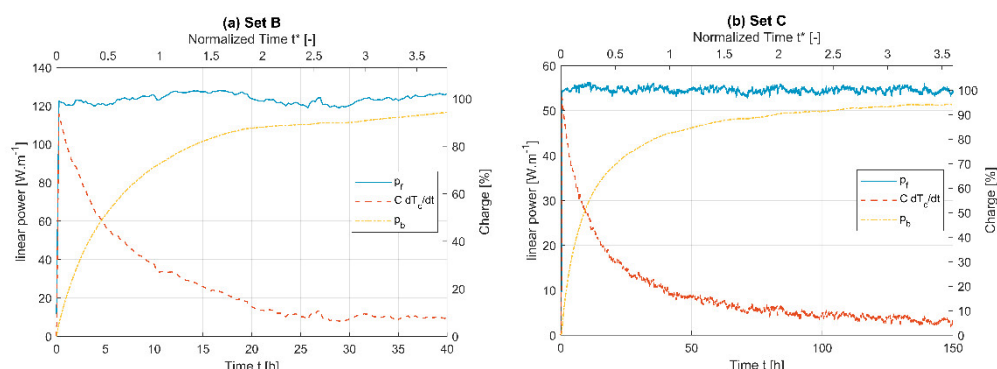 (a) Set B
Normalized Time t* [-]
0 0.5 1 1.5 2 2.5 3 3.5
140
120
100
80
60
40
20
0
linear power [W.m⁻¹]
p_f
C dT_c/dt
p_b
100
80
60
40
20
0
Charge [%]
0 5 10 15 20 25 30 35 40
Time t [h]
(b) Set C
Normalized Time t* [-]
0 0.5 1 1.5 2 2.5 3 3.5
60
50
40
30
20
10
0
linear power [W.m⁻¹]
p_f
C dT_c/dt
p_b
100
90
80
70
60
50
40
30
20
10
0
Charge [%]
0 50 100 150
Time t [h]